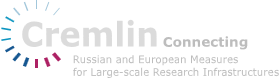 Cremlin Connecting
Russian and European Measures
for Large-scale Research Infrastructures